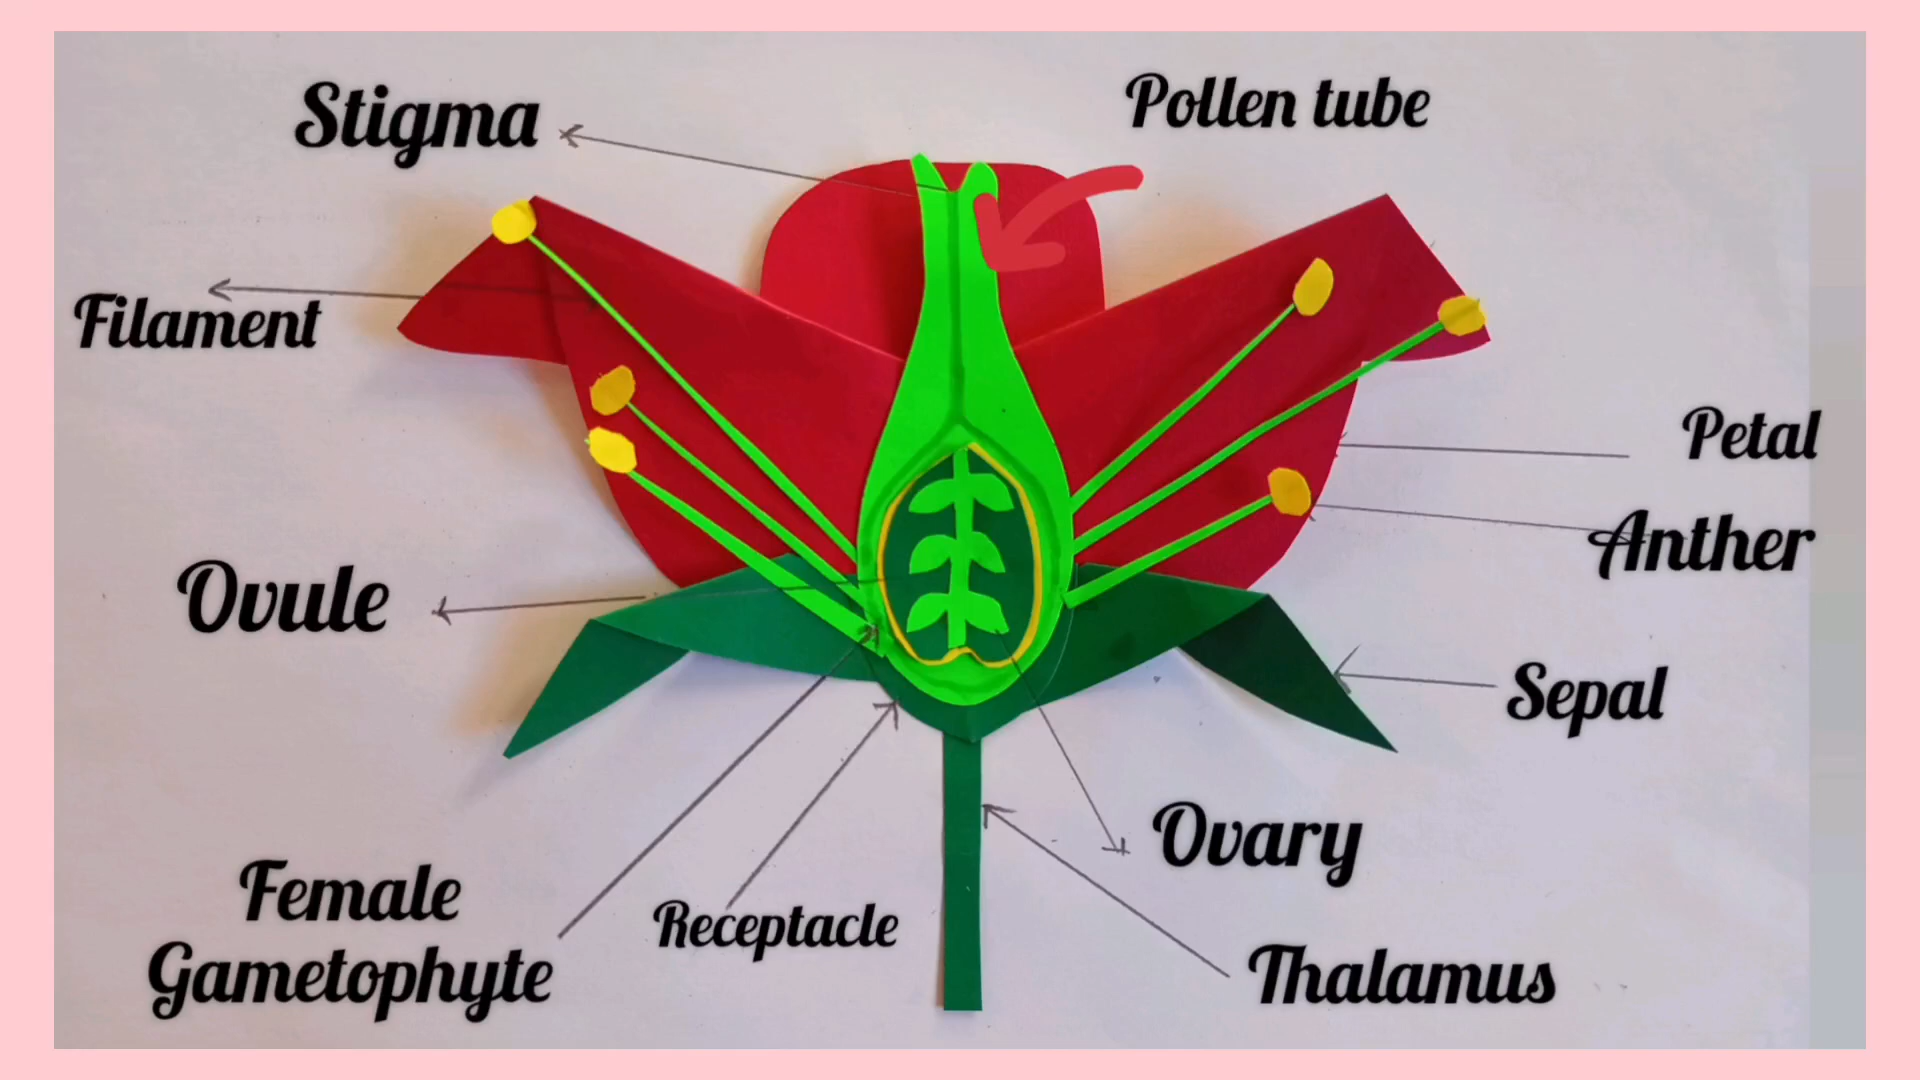 Stigma
Pollen tube
Filament
Petal
Anther
Ovule
Sepal
Ovary
Female
Gametophyte
Receptacle
Thalamus